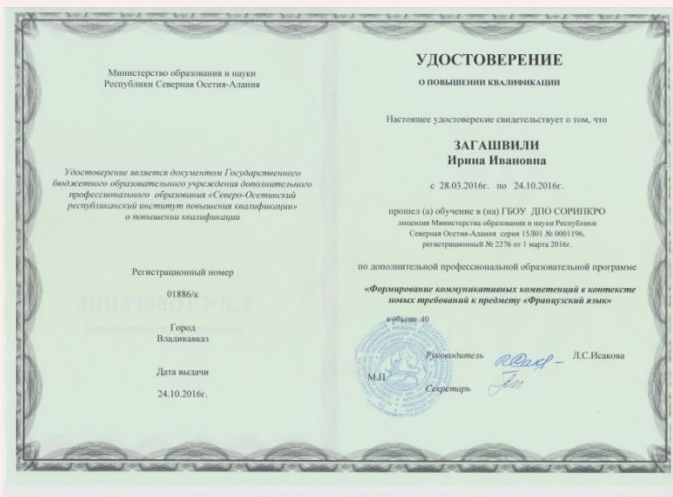 Министерство образования и науки
Республики Северная Осетия-Алания
Удостоверение является документом Государственного
бюджетного образовательного учреждения дополнительного
профессионального образования «Северо-Осетинский
республиканский институт повышения квалификации»
о повышении квалификации
Регистрационный номер
01886/к
Город
Владикавказ
Дата выдачи
24.10.2016г.
УДОСТОВЕРЕНИЕ
О ПОВЫШЕНИИ КВАЛИФИКАЦИИ
Настоящее удостоверение свидетельствует о том, что
ЗАГАШВИЛИ
Ирина Ивановна
с 28.03.2016г. по 24.10.2016г.
прошел (а) обучение в (на) ГБОУ ДПО СОРИПКРО
лицензия Министерства образования и науки Республики
Северная Осетия-Алания серия 15Л01 № 0001196,
регистрационный № 2276 от 1 марта 2016г.
по дополнительной профессиональной образовательной программе
«Формирование коммуникативных компетенций в контексте
новых требований к предмету «Французский язык»
в объеме 40
Руководитель Л.С.Исакова
М.П.
Секретарь